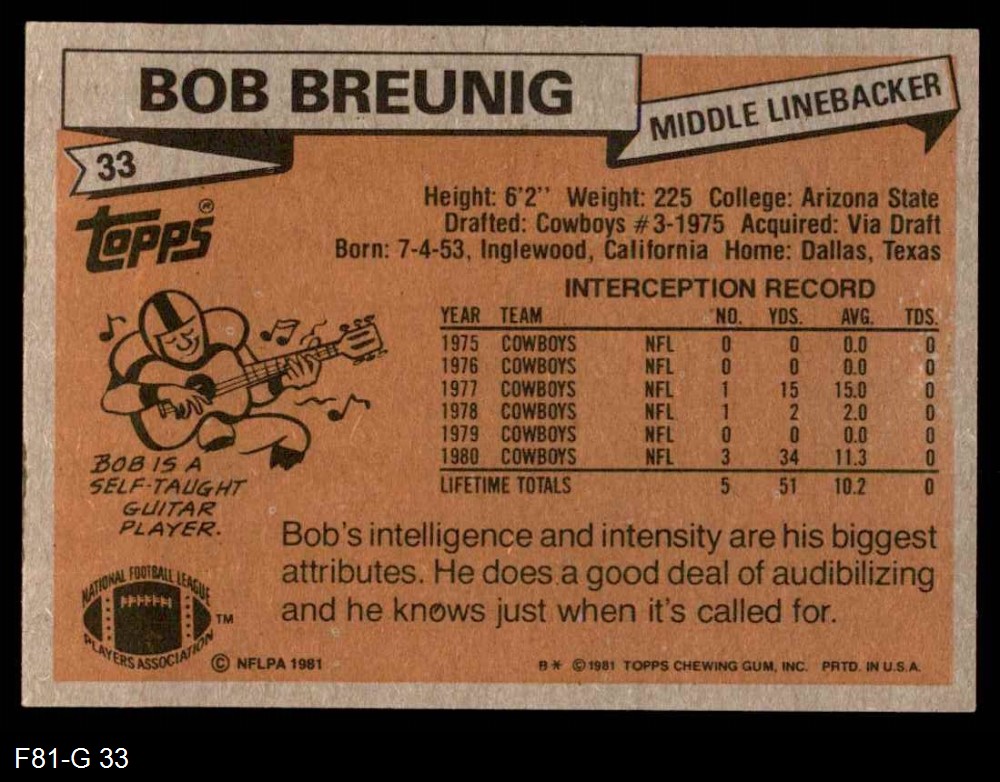 BOB BREUNIG
MIDDLE LINEBACKER
33
Topps®
Height: 6'2'' Weight: 225 College: Arizona State
Drafted: Cowboys #3-1975 Acquired: Via Draft
Born: 7-4-53, Inglewood, California Home: Dallas, Texas
INTERCEPTION RECORD
YEAR TEAM NO. YDS. AVG. TDS.
1975 COWBOYS NFL 0 0 0.0 0
1976 COWBOYS NFL 0 0 0.0 0
1977 COWBOYS NFL 1 15 15.0 0
1978 COWBOYS NFL 1 2 2.0 0
1979 COWBOYS NFL 0 0 0.0 0
1980 COWBOYS NFL 3 34 11.3 0
LIFETIME TOTALS 5 51 10.2 0
BOB IS A
SELF-TAUGHT
GUITAR
PLAYER.
Bob's intelligence and intensity are his biggest
attributes. He does a good deal of audibilizing
and he knows just when it's called for.
NATIONAL FOOTBALL LEAGUE
PLAYERS ASSOCIATION
TM
© NFLPA 1981
B* © 1981 TOPPS CHEWING GUM, INC. PRTD. IN U.S.A.
F81-G 33